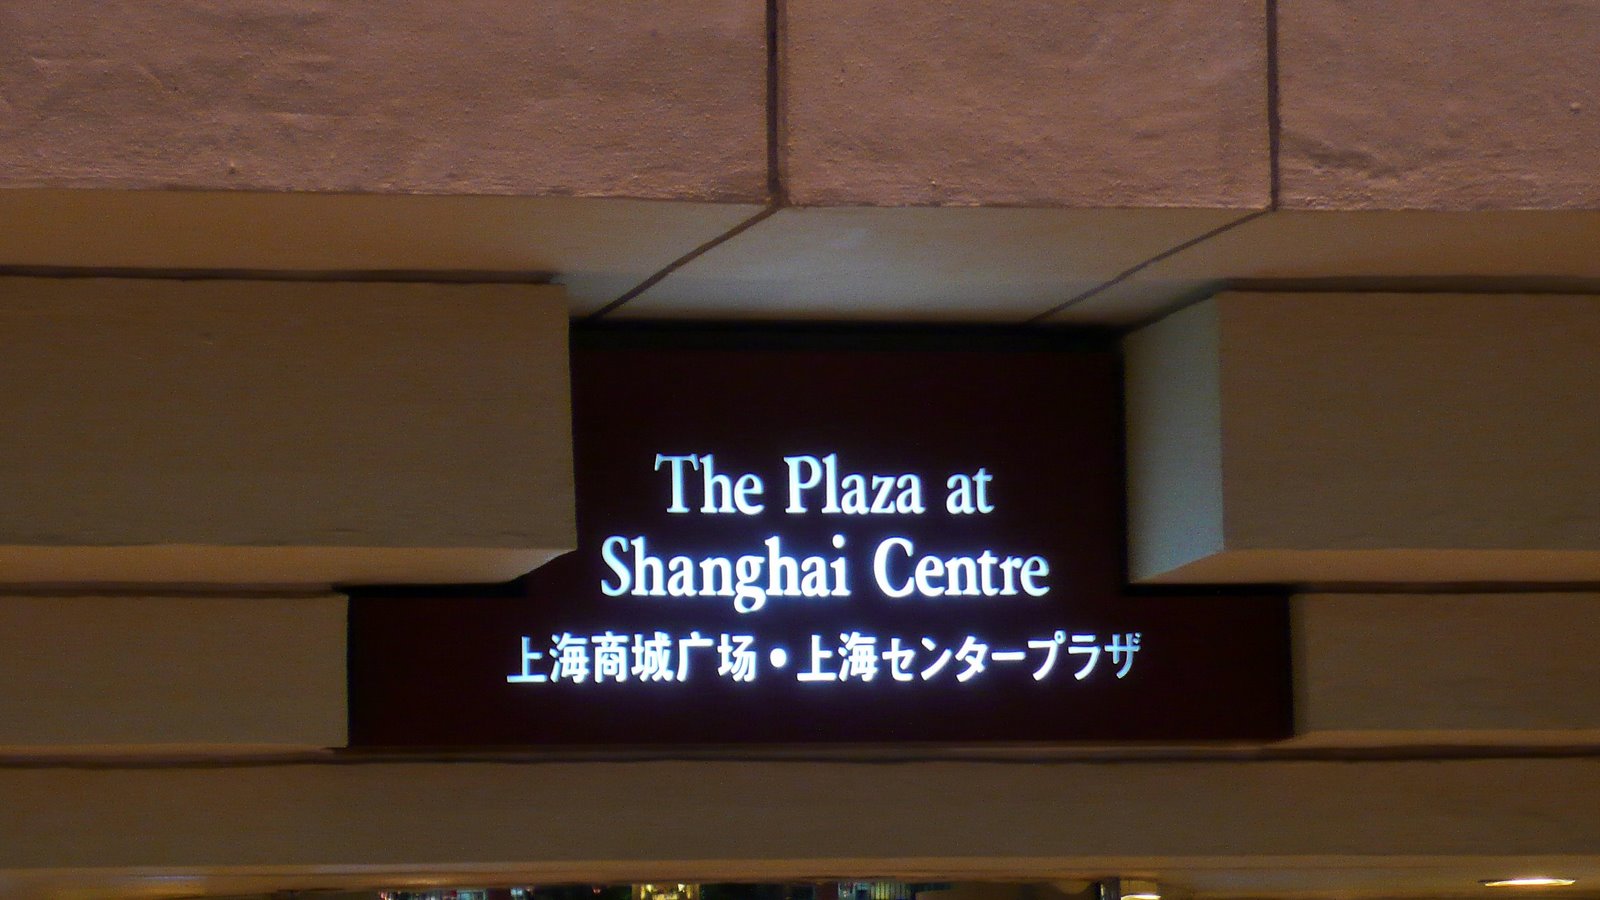 The Plaza at
Shanghai Centre
上海商城广场・上海センタープラザ